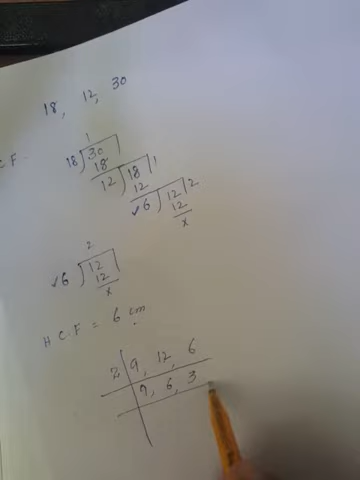 18, 12, 30
C.F.
1
18) 30 ( 1
18
12) 18
12
6) 12 ( 2
12
x
2
6) 12
12
x
H.C.F = 6 cm
2 | 9, 12, 6
9, 6, 3